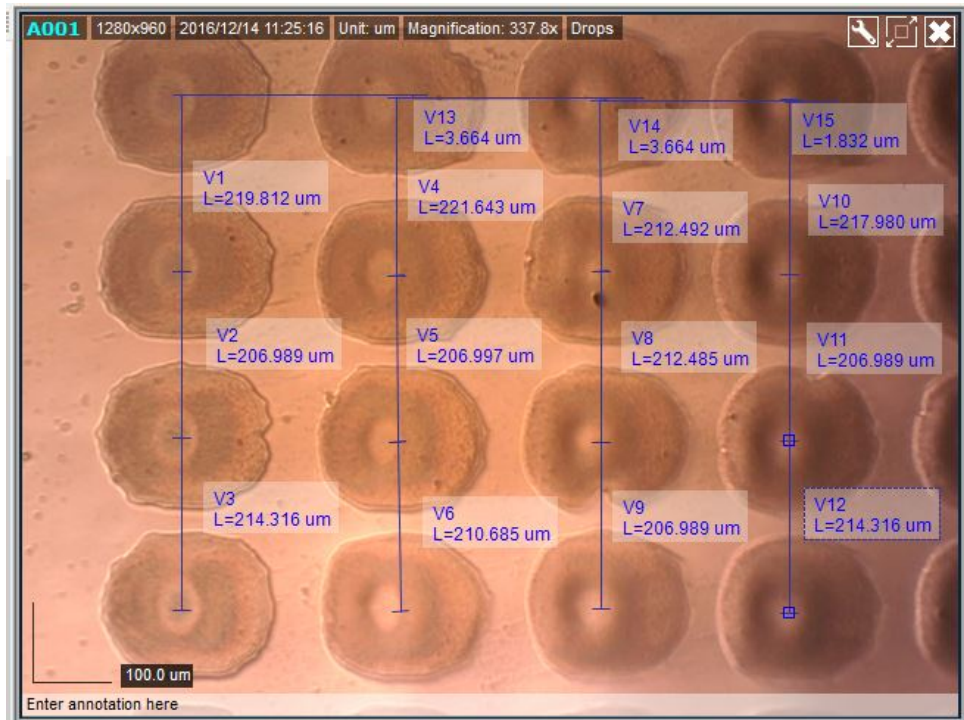 A001 1280x960 2016/12/14 11:25:16 Unit: um Magnification: 337.8x Drops
V13
L=3.664 um
V14
L=3.664 um
V15
L=1.832 um
V1
L=219.812 um
V4
L=221.643 um
V7
L=212.492 um
V10
L=217.980 um
V2
L=206.989 um
V5
L=206.997 um
V8
L=212.485 um
V11
L=206.989 um
V3
L=214.316 um
V6
L=210.685 um
V9
L=206.989 um
V12
L=214.316 um
100.0 um
Enter annotation here